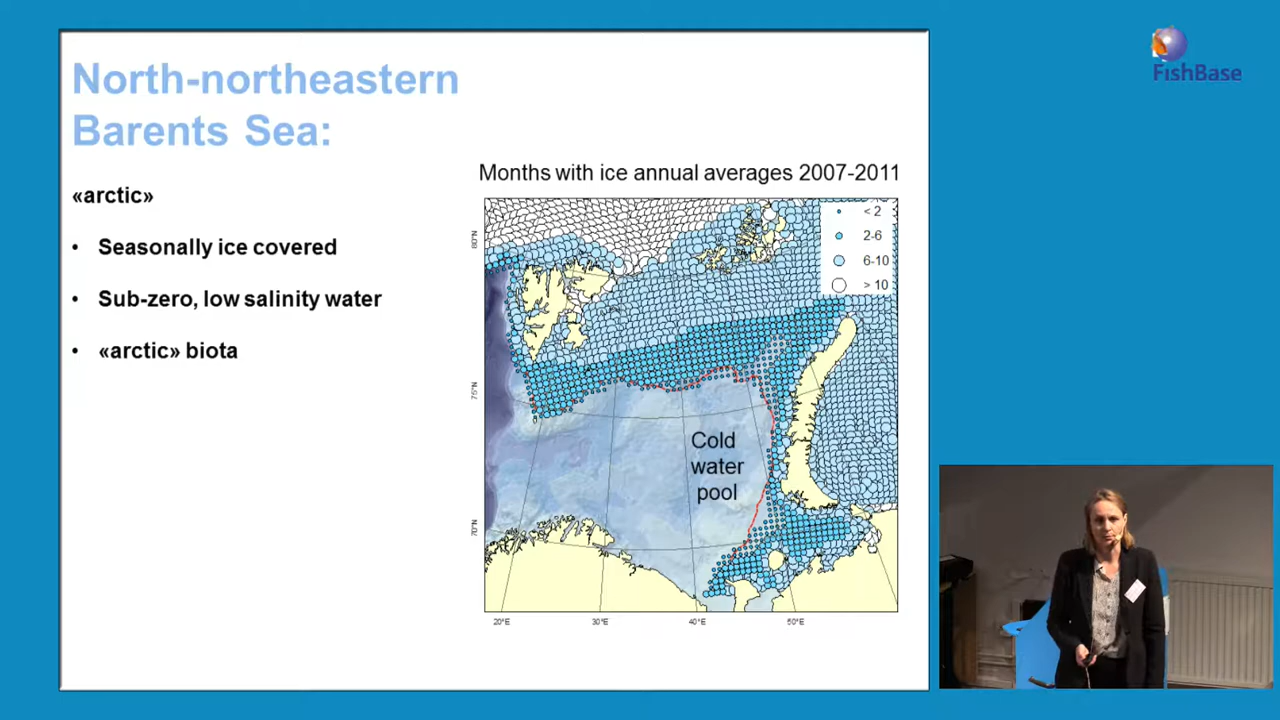 FishBase
North-northeastern
Barents Sea:
«arctic»
• Seasonally ice covered
• Sub-zero, low salinity water
• «arctic» biota
Months with ice annual averages 2007-2011
< 2
2-6
6-10
> 10
80°N
75°N
70°N
Cold
water
pool
20°E 30°E 40°E 50°E